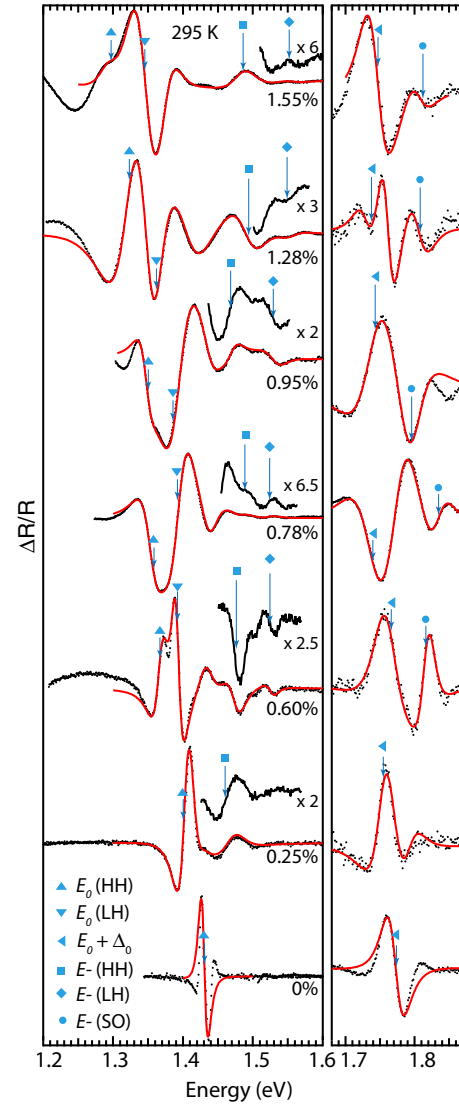 295 K
x 6
1.55%
x 3
1.28%
x 2
0.95%
x 6.5
0.78%
x 2.5
0.60%
x 2
0.25%
0%
ΔR/R
E₀ (HH)
E₀ (LH)
E₀ + Δ₀
E- (HH)
E- (LH)
E- (SO)
1.2 1.3 1.4 1.5 1.6 1.7 1.8
Energy (eV)